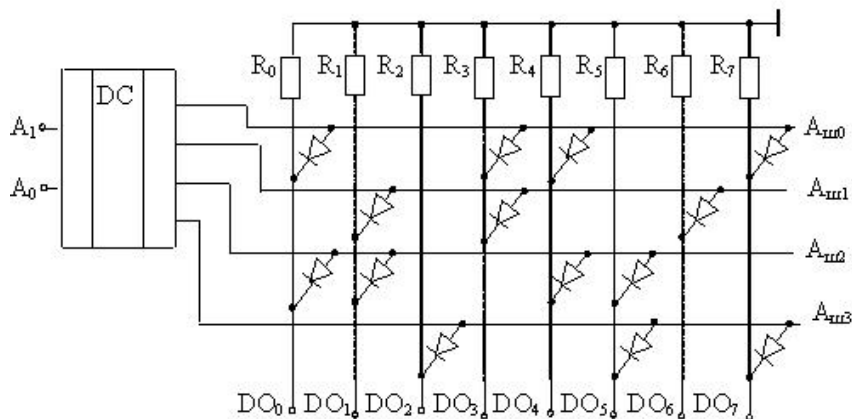 R₀ R₁ R₂ R₃ R₄ R₅ R₆ R₇
DC
A₁
Aш0
A₀
Aш1
Aш2
Aш3
DO₀ DO₁ DO₂ DO₃ DO₄ DO₅ DO₆ DO₇